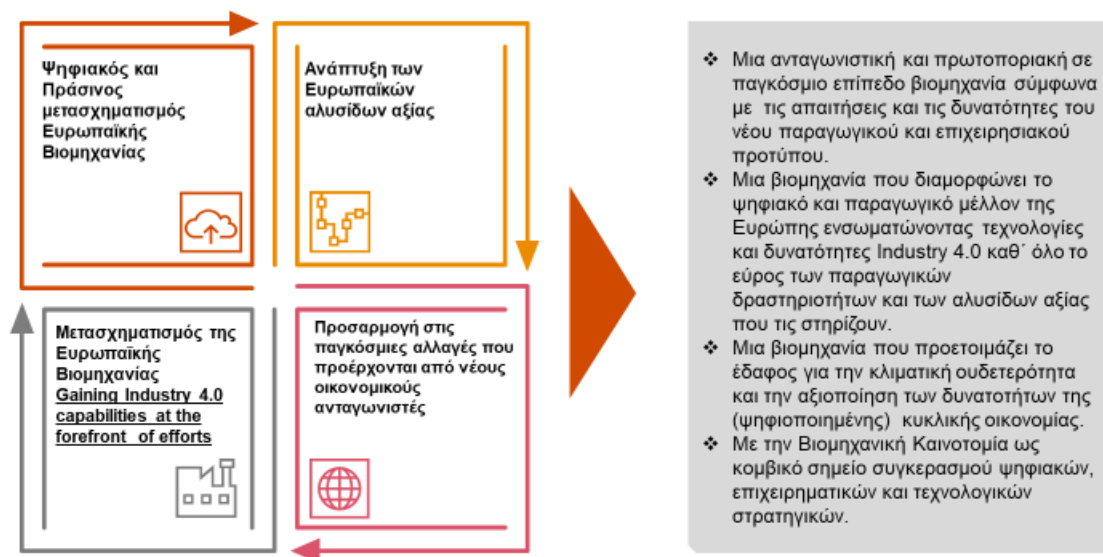 Ψηφιακός και
Πράσινος
μετασχηματισμός
Ευρωπαϊκής
Βιομηχανίας
Ανάπτυξη των
Ευρωπαϊκών
αλυσίδων αξίας
Μετασχηματισμός της
Ευρωπαϊκής
Βιομηχανίας
Gaining Industry 4.0
capabilities at the
forefront of efforts
Προσαρμογή στις
παγκόσμιες αλλαγές που
προέρχονται από νέους
οικονομικούς
ανταγωνιστές
❖ Μια ανταγωνιστική και πρωτοποριακή σε
παγκόσμιο επίπεδο βιομηχανία σύμφωνα
με τις απαιτήσεις και τις δυνατότητες του
νέου παραγωγικού και επιχειρησιακού
προτύπου.
❖ Μια βιομηχανία που διαμορφώνει το
ψηφιακό και παραγωγικό μέλλον της
Ευρώπης ενσωματώνοντας τεχνολογίες
και δυνατότητες Industry 4.0 καθ΄ όλο το
εύρος των παραγωγικών
δραστηριοτήτων και των αλυσίδων αξίας
που τις στηρίζουν.
❖ Μια βιομηχανία που προετοιμάζει το
έδαφος για την κλιματική ουδετερότητα
και την αξιοποίηση των δυνατοτήτων της
(ψηφιοποιημένης) κυκλικής οικονομίας.
❖ Με την Βιομηχανική Καινοτομία ως
κομβικό σημείο συγκερασμού ψηφιακών,
επιχειρηματικών και τεχνολογικών
στρατηγικών.